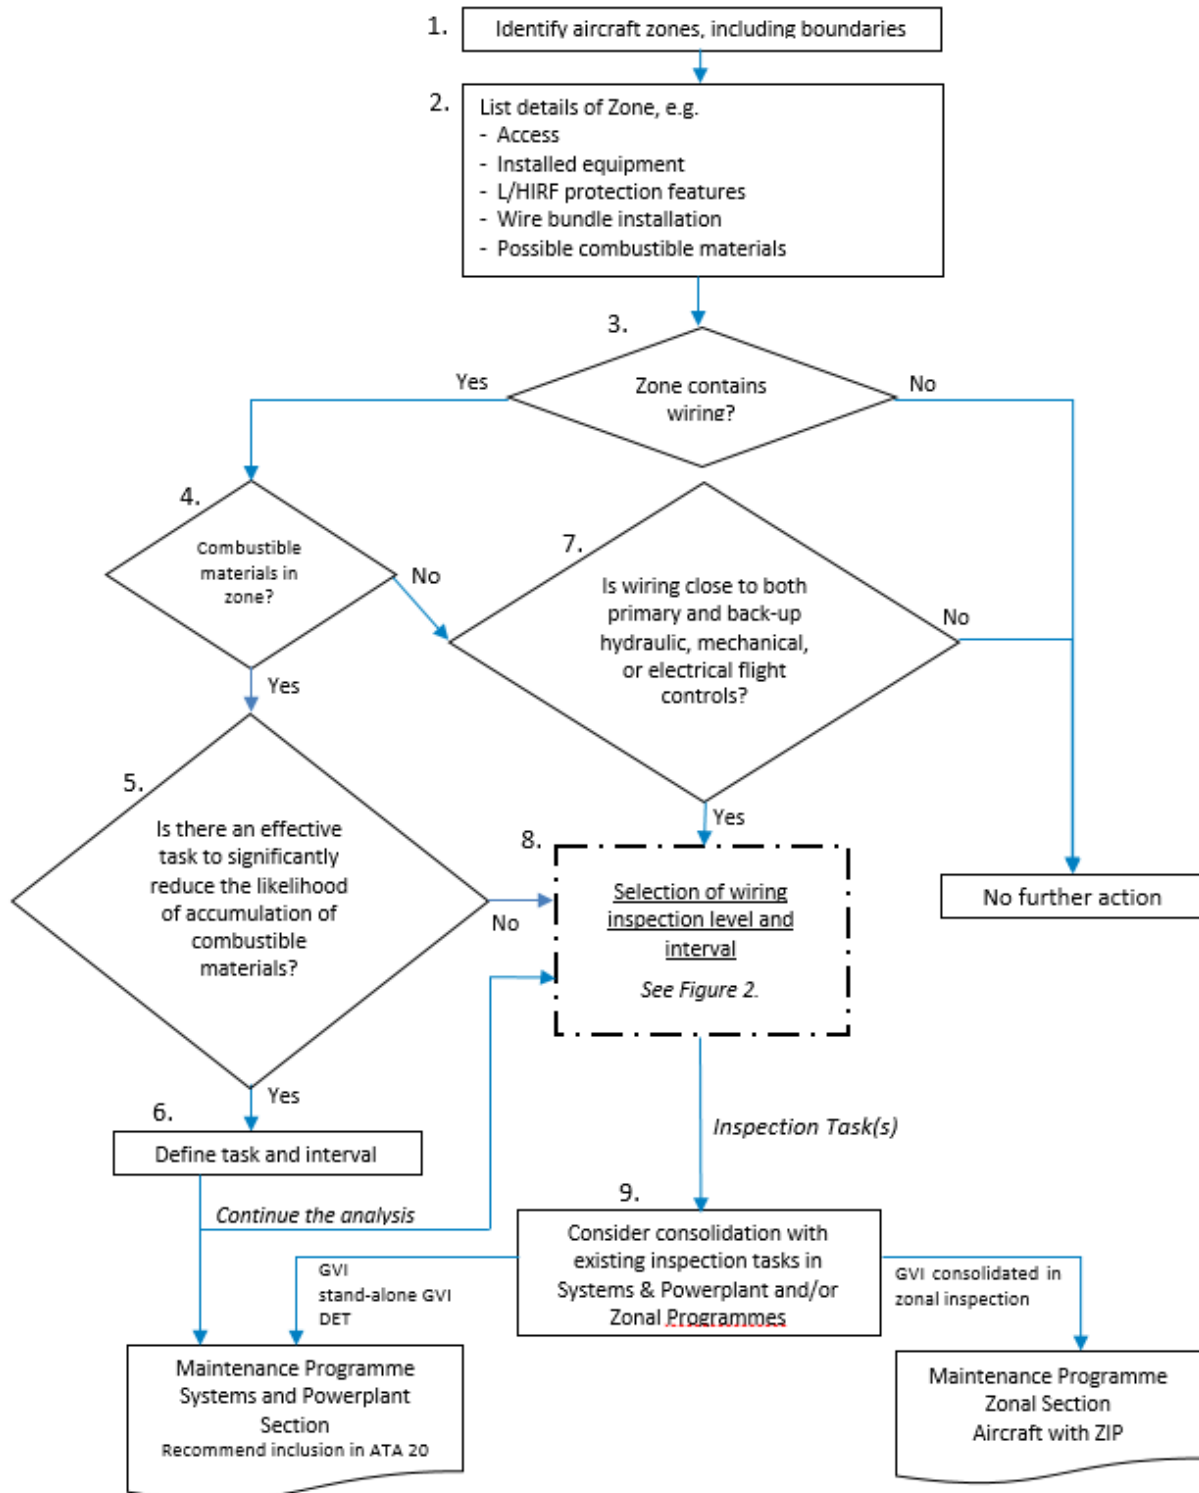 1.
Identify aircraft zones, including boundaries
2.
List details of Zone, e.g.
- Access
- Installed equipment
- L/HIRF protection features
- Wire bundle installation
- Possible combustible materials
3.
Yes
Zone contains
wiring?
No
4.
Combustible
materials in
zone?
No
Yes
7.
Is wiring close to both
primary and back-up
hydraulic, mechanical,
or electrical flight
controls?
No
Yes
5.
Is there an effective
task to significantly
reduce the likelihood
of accumulation of
combustible
materials?
No
Yes
8.
Selection of wiring
inspection level and
interval
See Figure 2.
No further action
6.
Define task and interval
Continue the analysis
Inspection Task(s)
9.
Consider consolidation with
existing inspection tasks in
Systems & Powerplant and/or
Zonal Programmes
GVI
stand-alone GVI
DET
GVI consolidated in
zonal inspection
Maintenance Programme
Systems and Powerplant
Section
Recommend inclusion in ATA 20
Maintenance Programme
Zonal Section
Aircraft with ZIP